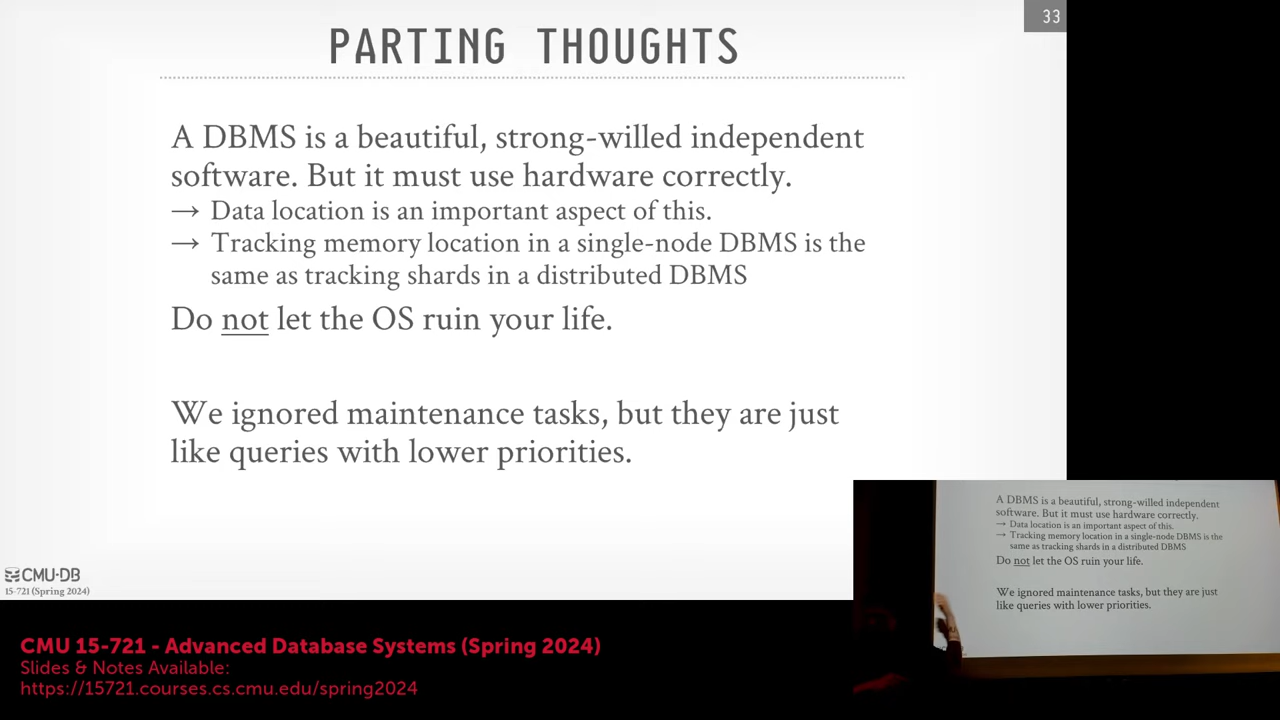 33
PARTING THOUGHTS
A DBMS is a beautiful, strong-willed independent
software. But it must use hardware correctly.
→ Data location is an important aspect of this.
→ Tracking memory location in a single-node DBMS is the
same as tracking shards in a distributed DBMS
Do not let the OS ruin your life.
We ignored maintenance tasks, but they are just
like queries with lower priorities.
CMU·DB
15-721 (Spring 2024)
A DBMS is a beautiful, strong-willed independent
software. But it must use hardware correctly.
→ Data location is an important aspect of this.
→ Tracking memory location in a single-node DBMS is the
same as tracking shards in a distributed DBMS
Do not let the OS ruin your life.
We ignored maintenance tasks, but they are just
like queries with lower priorities.
CMU 15-721 - Advanced Database Systems (Spring 2024)
Slides & Notes Available:
https://15721.courses.cs.cmu.edu/spring2024